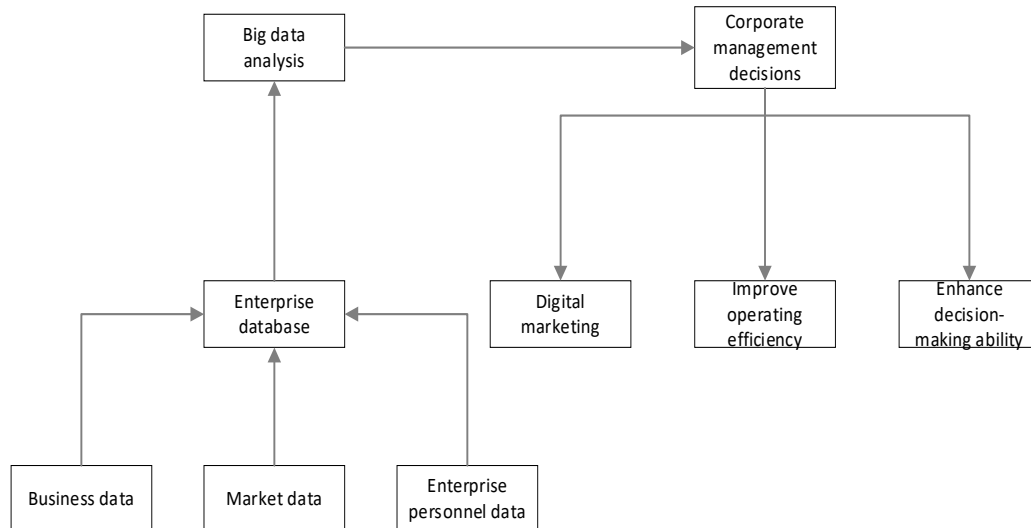 Big data
analysis
Corporate
management
decisions
Enterprise
database
Digital
marketing
Improve
operating
efficiency
Enhance
decision-
making ability
Business data
Market data
Enterprise
personnel data